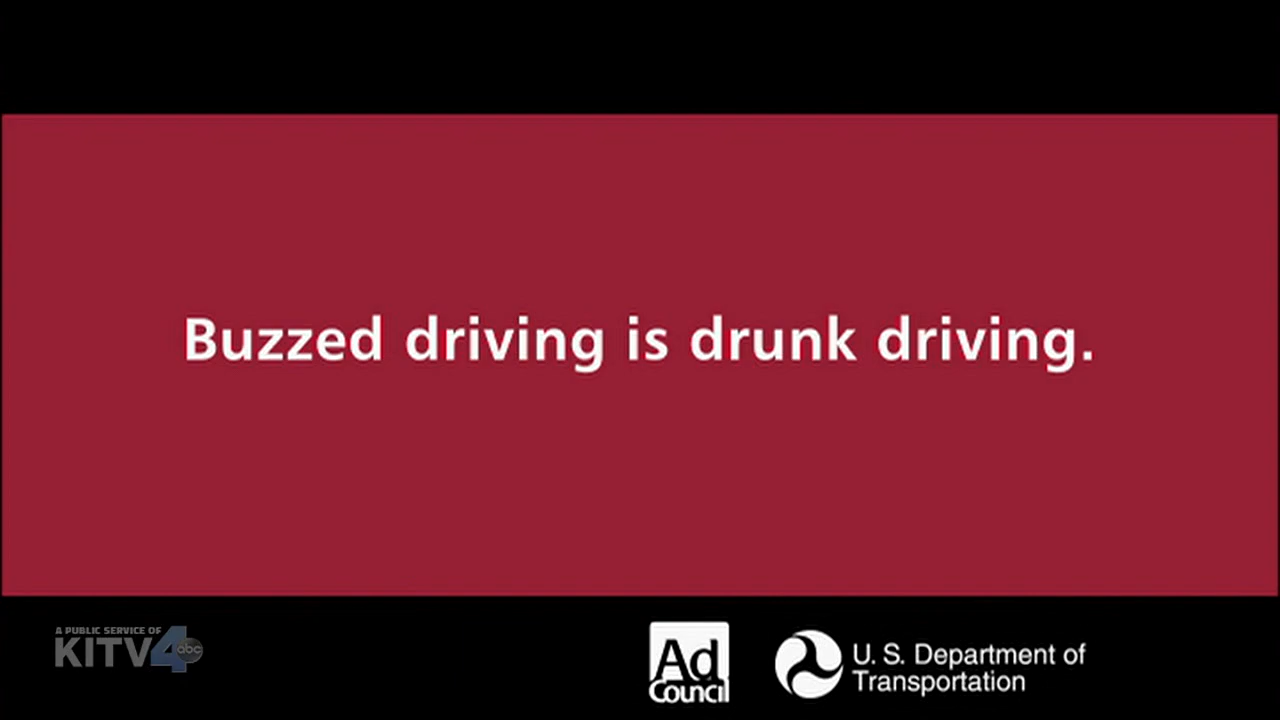 Buzzed driving is drunk driving.
A PUBLIC SERVICE OF
KITV4 abc
Ad
Council
U. S. Department of
Transportation